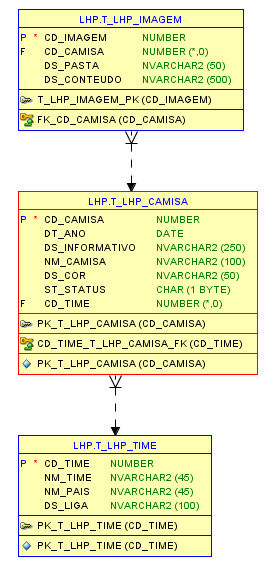 LHP.T_LHP_IMAGEM
P * CD_IMAGEM NUMBER
F CD_CAMISA NUMBER (*,0)
DS_PASTA NVARCHAR2 (50)
DS_CONTEUDO NVARCHAR2 (500)
T_LHP_IMAGEM_PK (CD_IMAGEM)
FK_CD_CAMISA (CD_CAMISA)
LHP.T_LHP_CAMISA
P * CD_CAMISA NUMBER
DT_ANO DATE
DS_INFORMATIVO NVARCHAR2 (250)
NM_CAMISA NVARCHAR2 (100)
DS_COR NVARCHAR2 (50)
ST_STATUS CHAR (1 BYTE)
F CD_TIME NUMBER (*,0)
PK_T_LHP_CAMISA (CD_CAMISA)
CD_TIME_T_LHP_CAMISA_FK (CD_TIME)
PK_T_LHP_CAMISA (CD_CAMISA)
LHP.T_LHP_TIME
P * CD_TIME NUMBER
NM_TIME NVARCHAR2 (45)
NM_PAIS NVARCHAR2 (45)
DS_LIGA NVARCHAR2 (100)
PK_T_LHP_TIME (CD_TIME)
PK_T_LHP_TIME (CD_TIME)